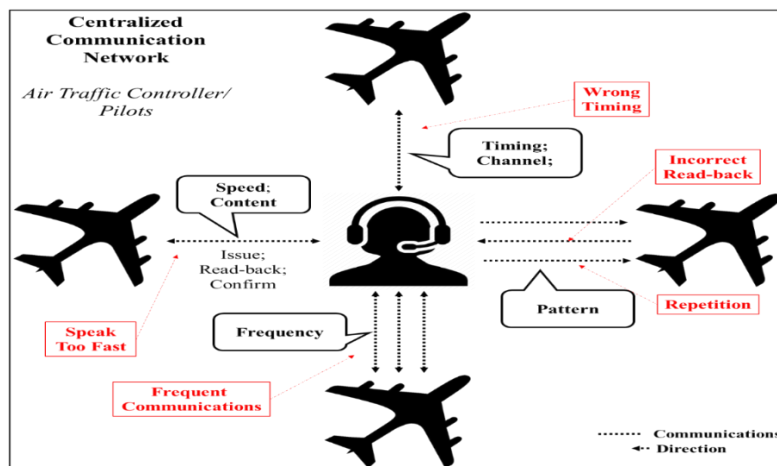 Centralized
Communication
Network
Air Traffic Controller/
Pilots
Wrong
Timing
Timing;
Channel;
Incorrect
Read-back
Speed;
Content
Issue;
Read-back;
Confirm
Pattern
Repetition
Speak
Too Fast
Frequency
Frequent
Communications
Communications
Direction